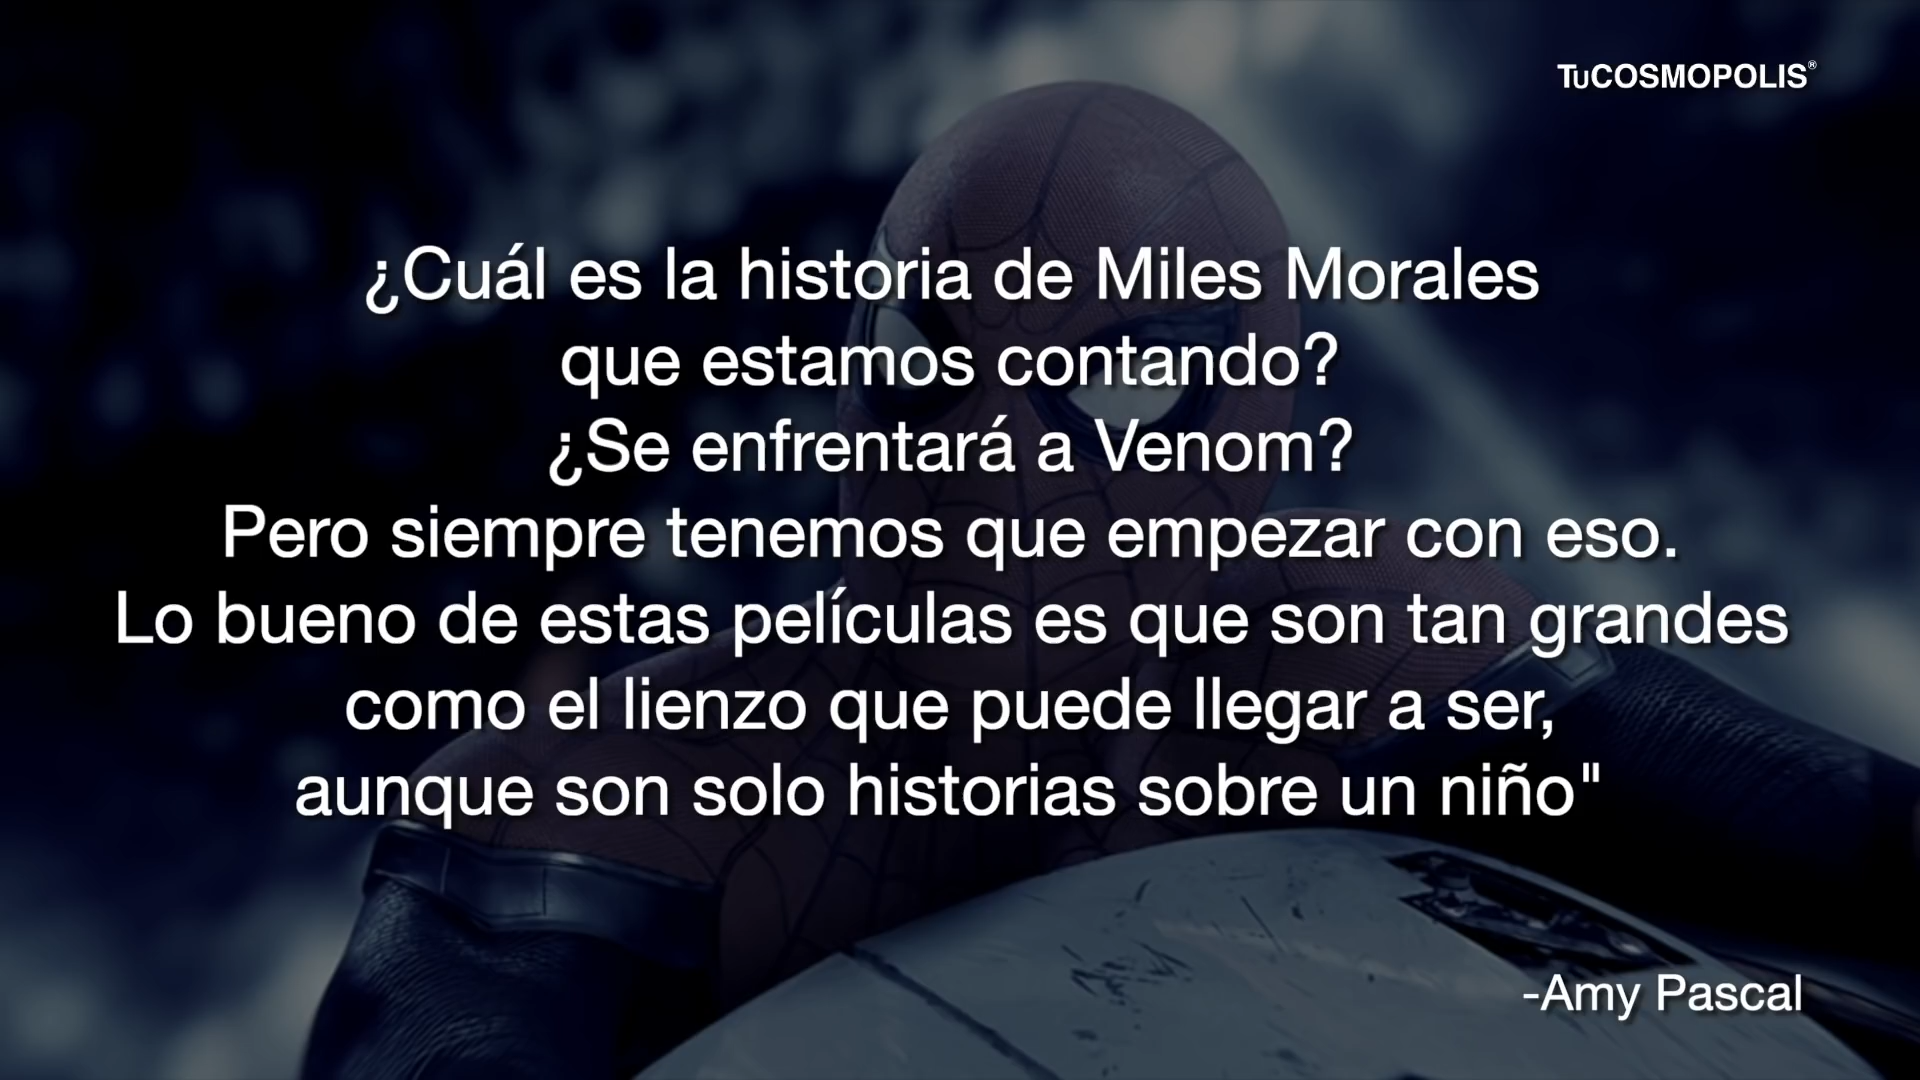 TuCOSMOPOLIS®
¿Cuál es la historia de Miles Morales
que estamos contando?
¿Se enfrentará a Venom?
Pero siempre tenemos que empezar con eso.
Lo bueno de estas películas es que son tan grandes
como el lienzo que puede llegar a ser,
aunque son solo historias sobre un niño"
-Amy Pascal